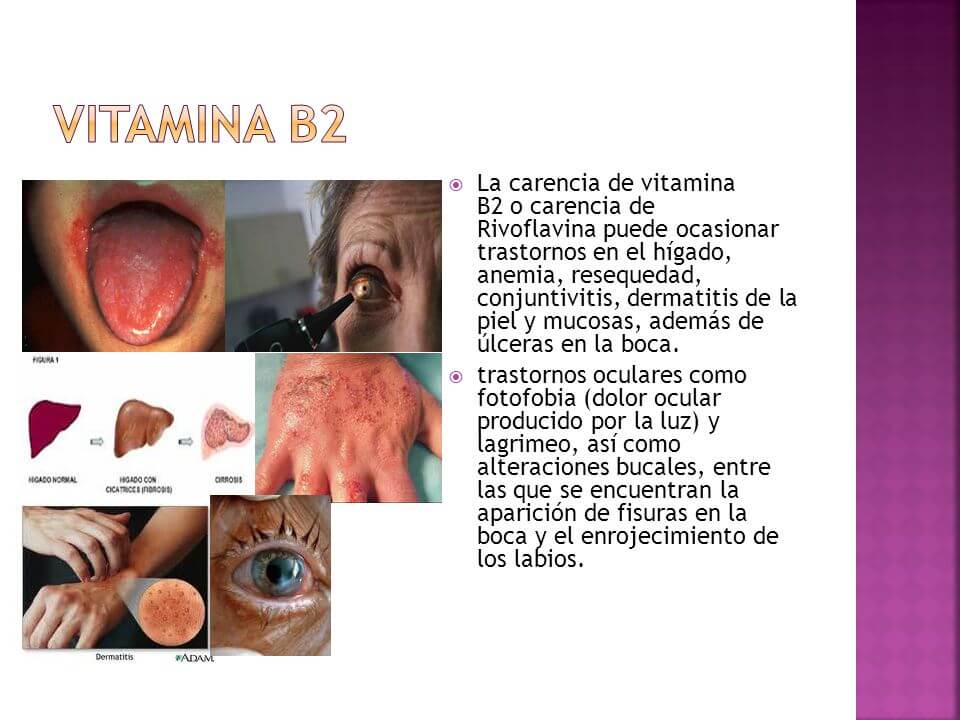 VITAMINA B2
La carencia de vitamina
B2 o carencia de
Rivoflavina puede ocasionar
trastornos en el hígado,
anemia, resequedad,
conjuntivitis, dermatitis de la
piel y mucosas, además de
úlceras en la boca.
trastornos oculares como
fotofobia (dolor ocular
producido por la luz) y
lagrimeo, así como
alteraciones bucales, entre
las que se encuentran la
aparición de fisuras en la
boca y el enrojecimiento de
los labios.
FIGURA 1
HIGADO NORMAL
HIGADO CON
CICATRICES (FIBROSIS)
CIRROSIS
Dermatitis
ADAM.